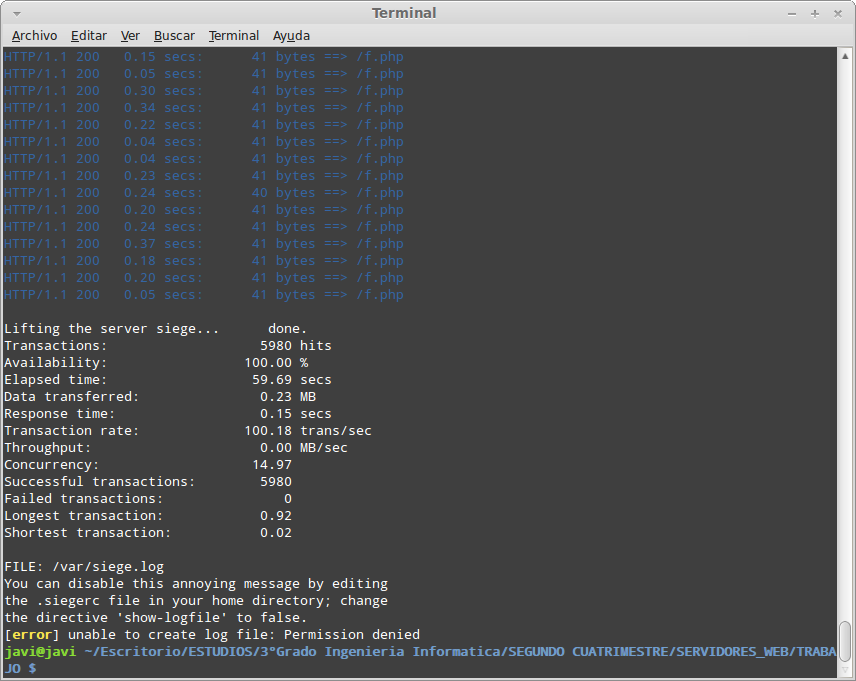 Terminal
Archivo Editar Ver Buscar Terminal Ayuda
HTTP/1.1 200   0.15 secs:      41 bytes ==> /f.php
HTTP/1.1 200   0.05 secs:      41 bytes ==> /f.php
HTTP/1.1 200   0.30 secs:      41 bytes ==> /f.php
HTTP/1.1 200   0.34 secs:      41 bytes ==> /f.php
HTTP/1.1 200   0.22 secs:      41 bytes ==> /f.php
HTTP/1.1 200   0.04 secs:      41 bytes ==> /f.php
HTTP/1.1 200   0.04 secs:      41 bytes ==> /f.php
HTTP/1.1 200   0.23 secs:      41 bytes ==> /f.php
HTTP/1.1 200   0.24 secs:      40 bytes ==> /f.php
HTTP/1.1 200   0.20 secs:      41 bytes ==> /f.php
HTTP/1.1 200   0.24 secs:      41 bytes ==> /f.php
HTTP/1.1 200   0.37 secs:      41 bytes ==> /f.php
HTTP/1.1 200   0.18 secs:      41 bytes ==> /f.php
HTTP/1.1 200   0.20 secs:      41 bytes ==> /f.php
HTTP/1.1 200   0.05 secs:      41 bytes ==> /f.php
Lifting the server siege...      done.
Transactions:                   5980 hits
Availability:                 100.00 %
Elapsed time:                  59.69 secs
Data transferred:               0.23 MB
Response time:                  0.15 secs
Transaction rate:             100.18 trans/sec
Throughput:                     0.00 MB/sec
Concurrency:                   14.97
Successful transactions:        5980
Failed transactions:               0
Longest transaction:            0.92
Shortest transaction:           0.02
FILE: /var/siege.log
You can disable this annoying message by editing
the .siegerc file in your home directory; change
the directive 'show-logfile' to false.
[error] unable to create log file: Permission denied
javi@javi ~/Escritorio/ESTUDIOS/3ºGrado Ingenieria Informatica/SEGUNDO CUATRIMESTRE/SERVIDORES_WEB/TRABA
JO $